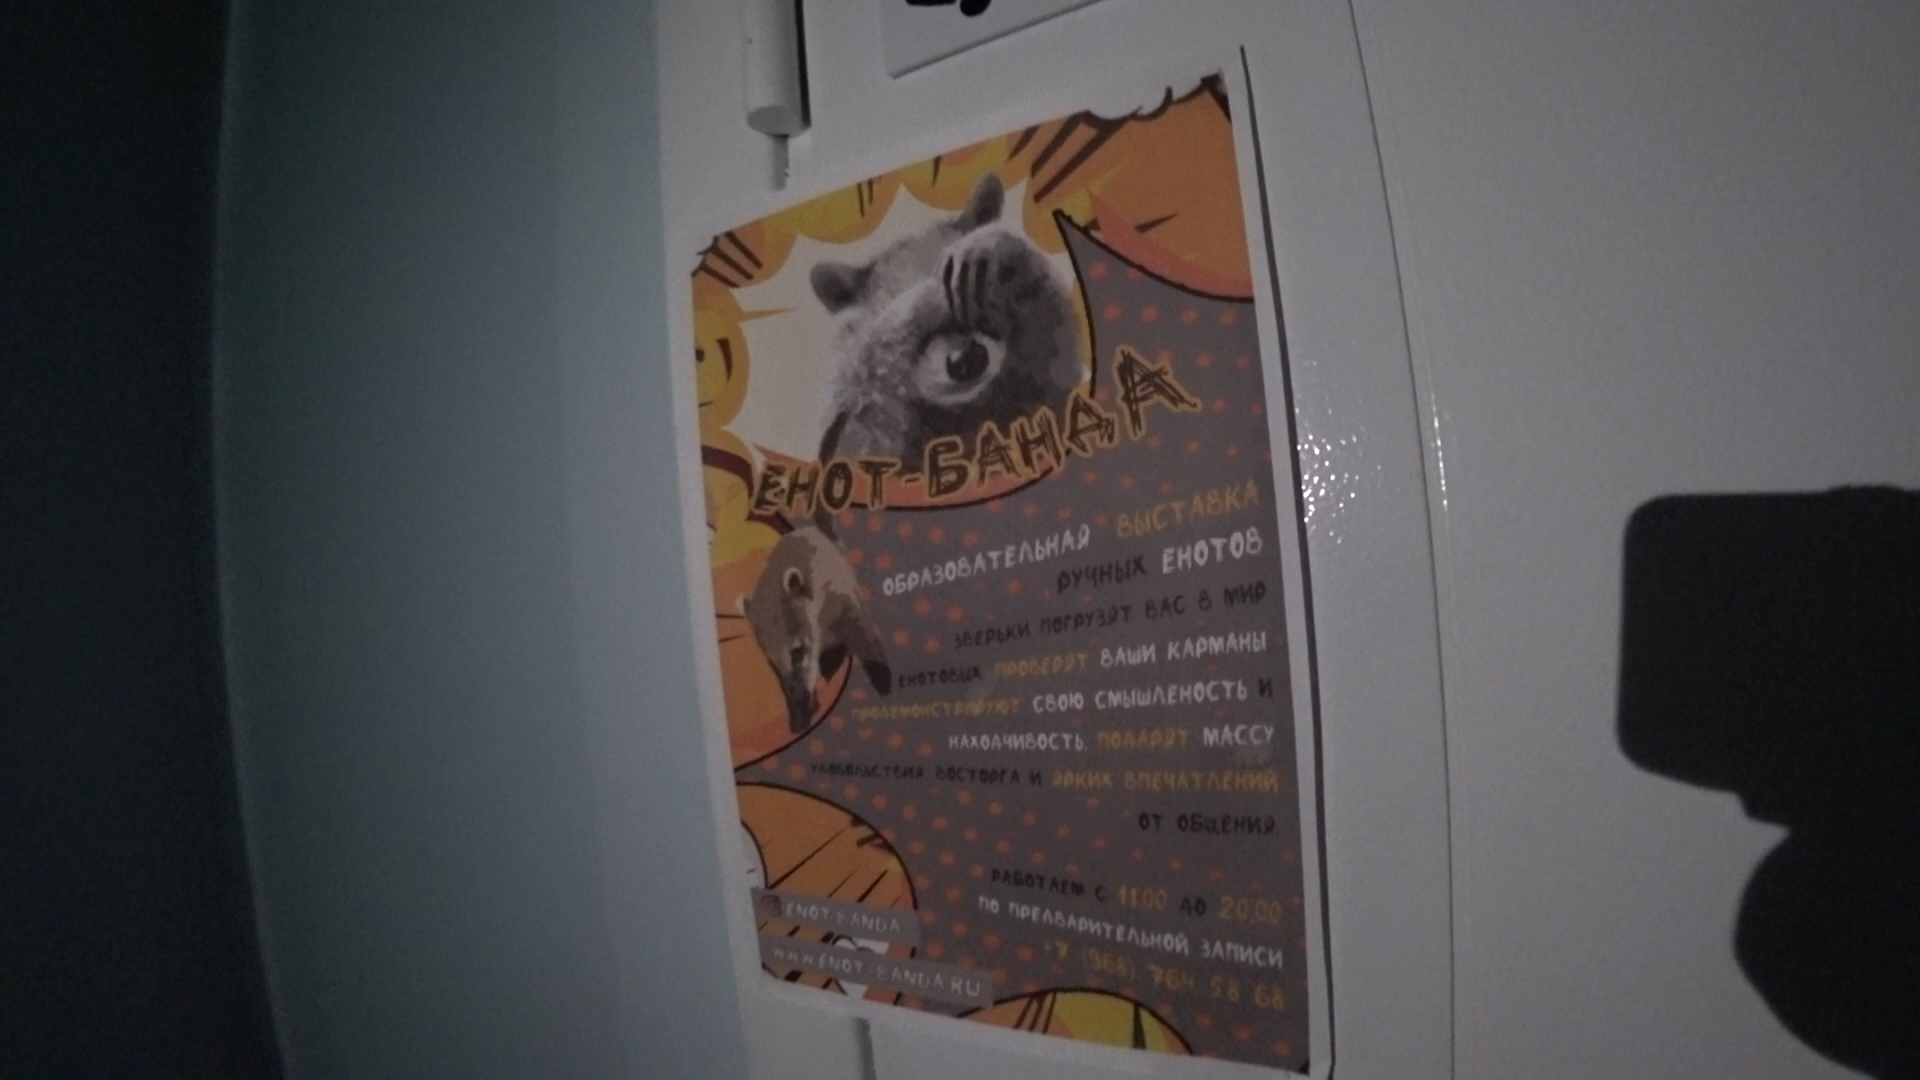 ЕНОТ-БАНДА
ОБРАЗОВАТЕЛЬНАЯ ВЫСТАВКА
РУЧНЫХ ЕНОТОВ
ЗВЕРЬКИ ПОГРУЗЯТ ВАС В МИР
ЕНОТОВЫХ, ПРОВЕРЯТ ВАШИ КАРМАНЫ
ПРОДЕМОНСТРИРУЮТ СВОЮ СМЫШЛЕНОСТЬ И
НАХОДЧИВОСТЬ, ПОДАРЯТ МАССУ
УДОВОЛЬСТВИЯ, ВОСТОРГА И ЯРКИХ ВПЕЧАТЛЕНИЙ
ОТ ОБЩЕНИЯ
РАБОТАЕМ С 11:00 ДО 20:00
ПО ПРЕДВАРИТЕЛЬНОЙ ЗАПИСИ
+7 (968) 764 58 68
ENOT-BANDA
WWW.ENOT-BANDA.RU